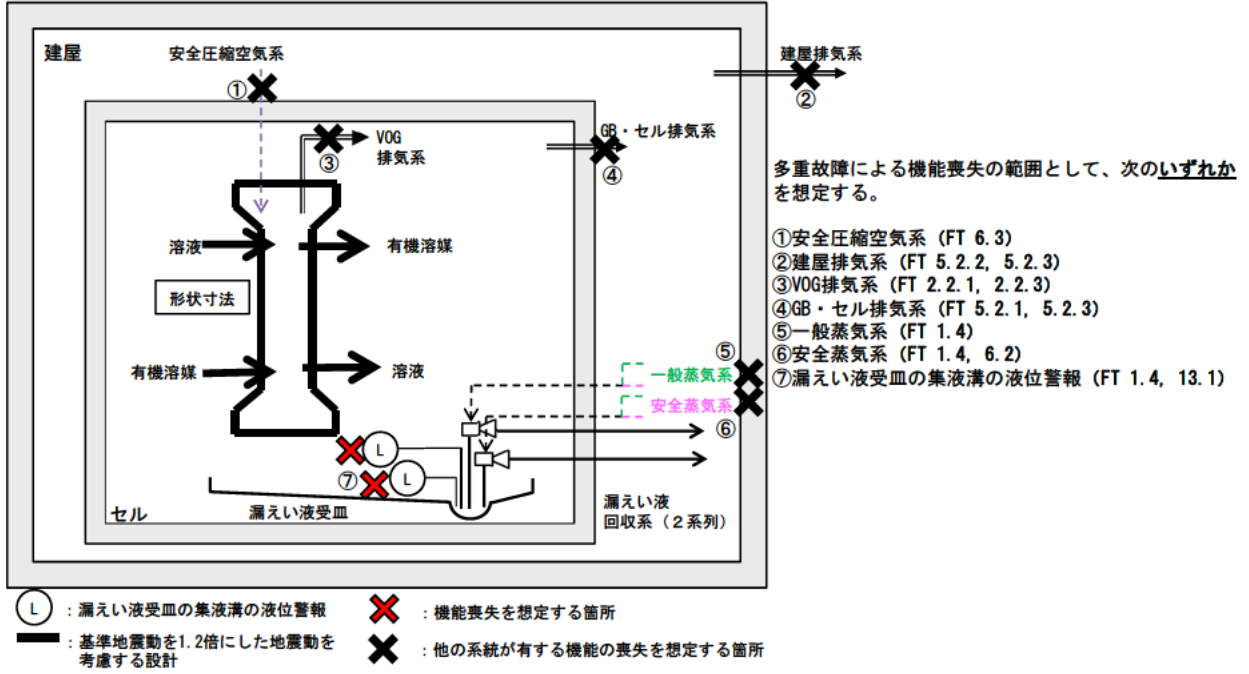 建屋
安全圧縮空気系
①
建屋排気系
②
VOG
排気系
③
GB・セル排気系
④
溶液
有機溶媒
形状寸法
有機溶媒
溶液
⑤
一般蒸気系
安全蒸気系
⑥
L
⑦
L
セル
漏えい液受皿
漏えい液
回収系（２系列）
多重故障による機能喪失の範囲として、次のいずれか
を想定する。
①安全圧縮空気系（FT 6.3）
②建屋排気系（FT 5.2.2, 5.2.3）
③VOG排気系（FT 2.2.1, 2.2.3）
④GB・セル排気系（FT 5.2.1, 5.2.3）
⑤一般蒸気系（FT 1.4）
⑥安全蒸気系（FT 1.4, 6.2）
⑦漏えい液受皿の集液溝の液位警報（FT 1.4, 13.1）
L ：漏えい液受皿の集液溝の液位警報
：機能喪失を想定する箇所
：基準地震動を1.2倍にした地震動を
考慮する設計
：他の系統が有する機能の喪失を想定する箇所